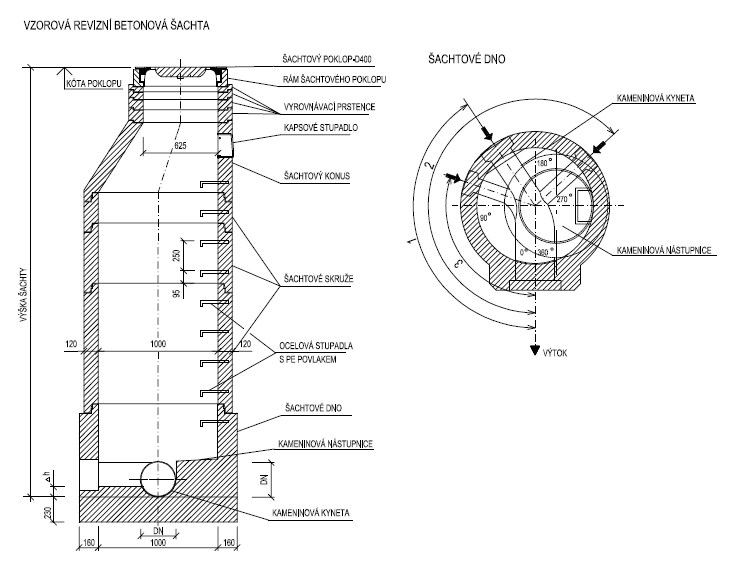 VZOROVÁ REVIZNÍ BETONOVÁ ŠACHTA
ŠACHTOVÝ POKLOP-D400
KÓTA POKLOPU
RÁM ŠACHTOVÉHO POKLOPU
VYROVNÁVACÍ PRSTENCE
KAPSOVÉ STUPADLO
625
ŠACHTOVÝ KONUS
250
95
ŠACHTOVÉ SKRUŽE
VÝŠKA ŠACHTY
120
1000
120
OCELOVÁ STUPADLA
S PE POVLAKEM
ŠACHTOVÉ DNO
KAMENINOVÁ NÁSTUPNICE
Δh
DN
230
KAMENINOVÁ KYNETA
DN
160
1000
160
ŠACHTOVÉ DNO
KAMENINOVÁ KYNETA
180°
2
270°
90°
1
0°
360°
3
KAMENINOVÁ NÁSTUPNICE
VÝTOK